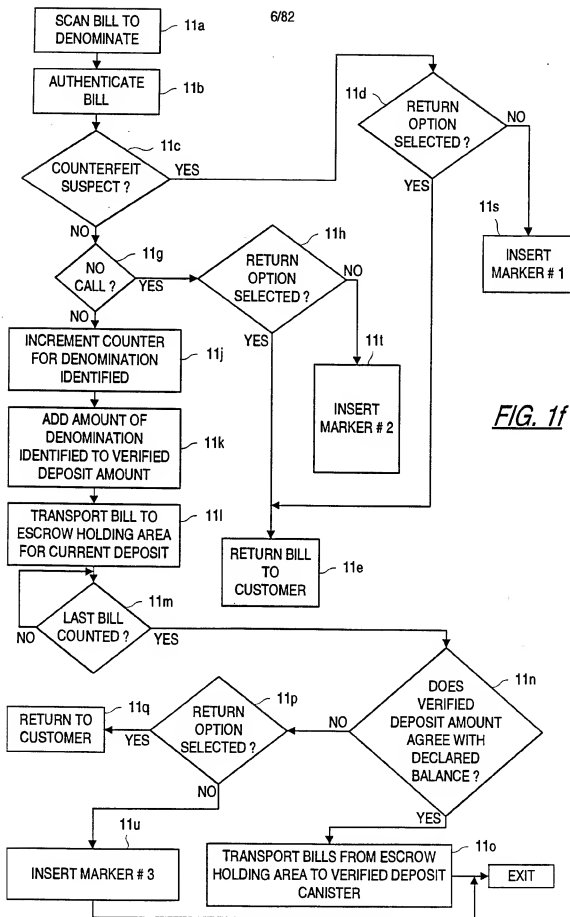 6/82
SCAN BILL TO
DENOMINATE
11a
AUTHENTICATE
BILL
11b
11c
COUNTERFEIT
SUSPECT ?
YES
NO
11d
RETURN
OPTION
SELECTED ?
NO
YES
11s
INSERT
MARKER # 1
11g
NO
CALL ?
YES
NO
11h
RETURN
OPTION
SELECTED ?
NO
YES
11t
INSERT
MARKER # 2
INCREMENT COUNTER
FOR DENOMINATION
IDENTIFIED
11j
ADD AMOUNT OF
DENOMINATION
IDENTIFIED TO VERIFIED
DEPOSIT AMOUNT
11k
FIG. 1f
TRANSPORT BILL TO
ESCROW HOLDING AREA
FOR CURRENT DEPOSIT
11l
RETURN BILL
TO
CUSTOMER
11e
11m
LAST BILL
COUNTED ?
NO
YES
11n
DOES
VERIFIED
DEPOSIT AMOUNT
AGREE WITH
DECLARED
BALANCE ?
NO
YES
11p
RETURN
OPTION
SELECTED ?
YES
NO
11q
RETURN TO
CUSTOMER
11u
INSERT MARKER # 3
11o
TRANSPORT BILLS FROM ESCROW
HOLDING AREA TO VERIFIED DEPOSIT
CANISTER
EXIT